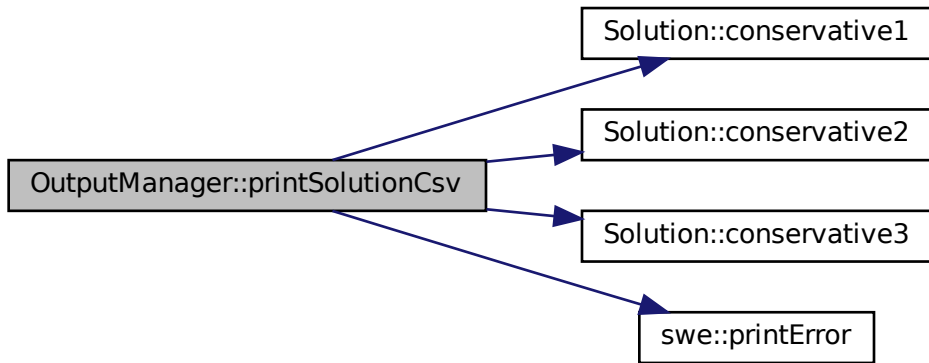 Solution::conservative1
Solution::conservative2
OutputManager::printSolutionCsv
Solution::conservative3
swe::printError